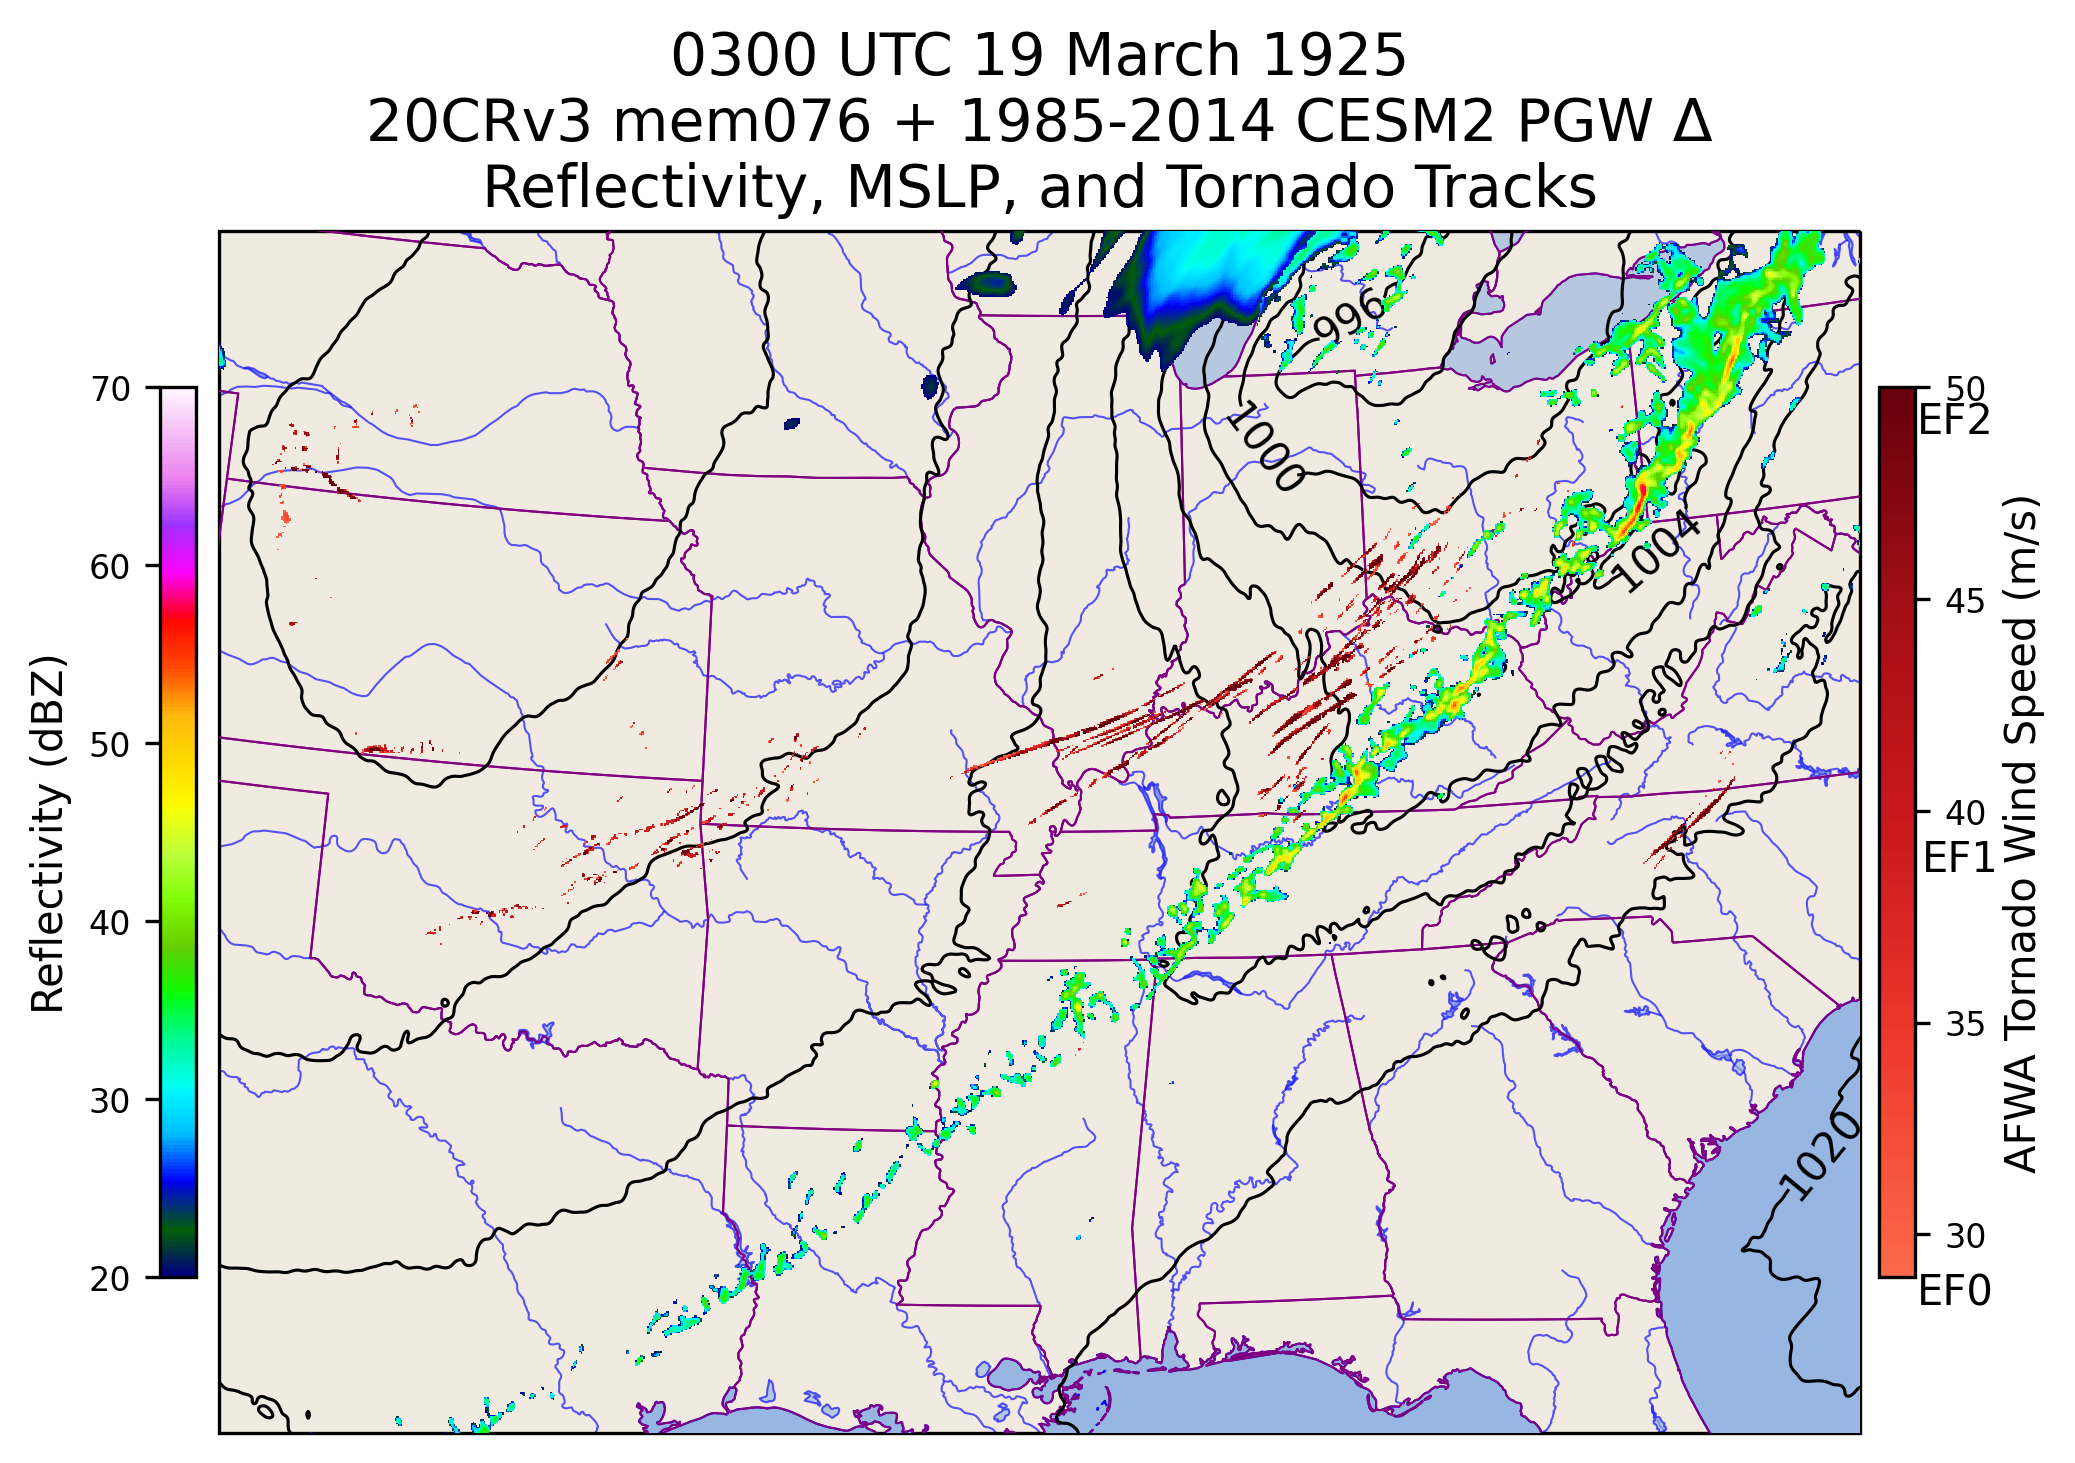 0300 UTC 19 March 1925
20CRv3 mem076 + 1985-2014 CESM2 PGW Δ
Reflectivity, MSLP, and Tornado Tracks
996
1000
1004
1020
70
60
50
40
30
20
Reflectivity (dBZ)
50
EF2
45
40
EF1
35
30
EF0
AFWA Tornado Wind Speed (m/s)